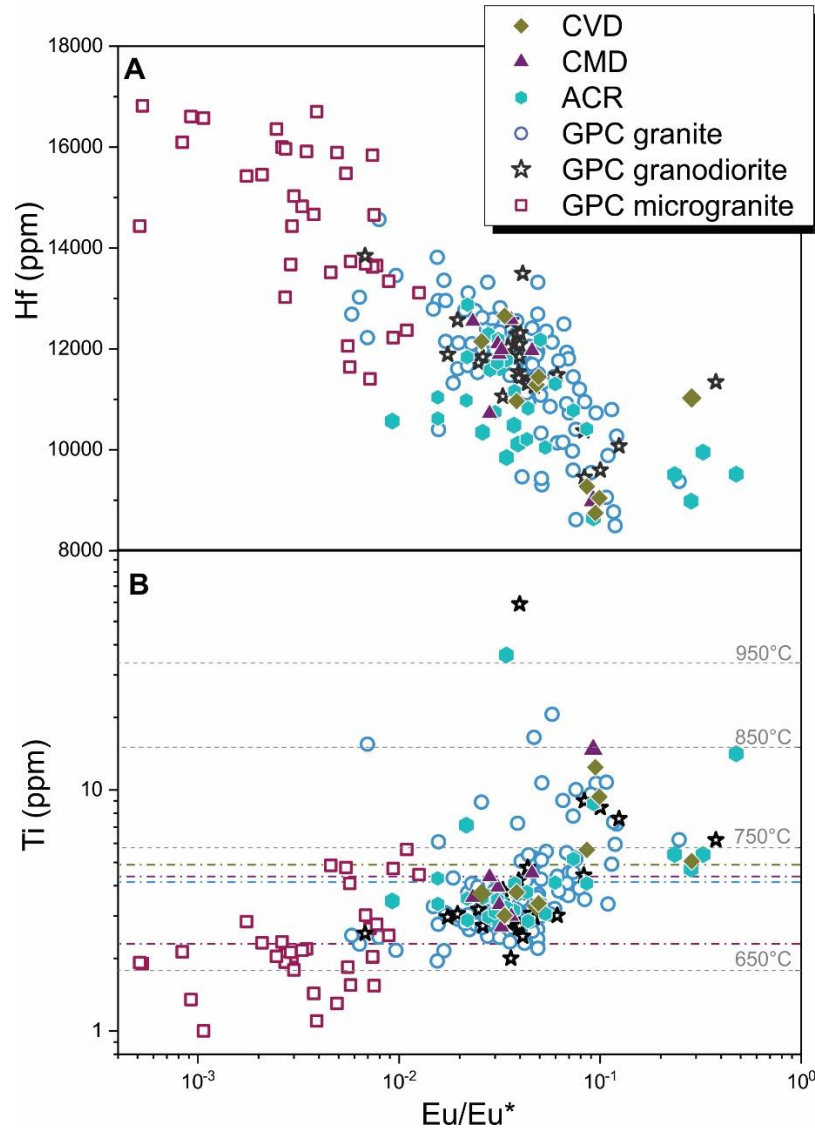 18000
A
16000
14000
12000
10000
8000
Hf (ppm)
CVD
CMD
ACR
GPC granite
GPC granodiorite
GPC microgranite
B
950°C
850°C
10
750°C
650°C
1
Ti (ppm)
10-3
10-2
10-1
100
Eu/Eu*